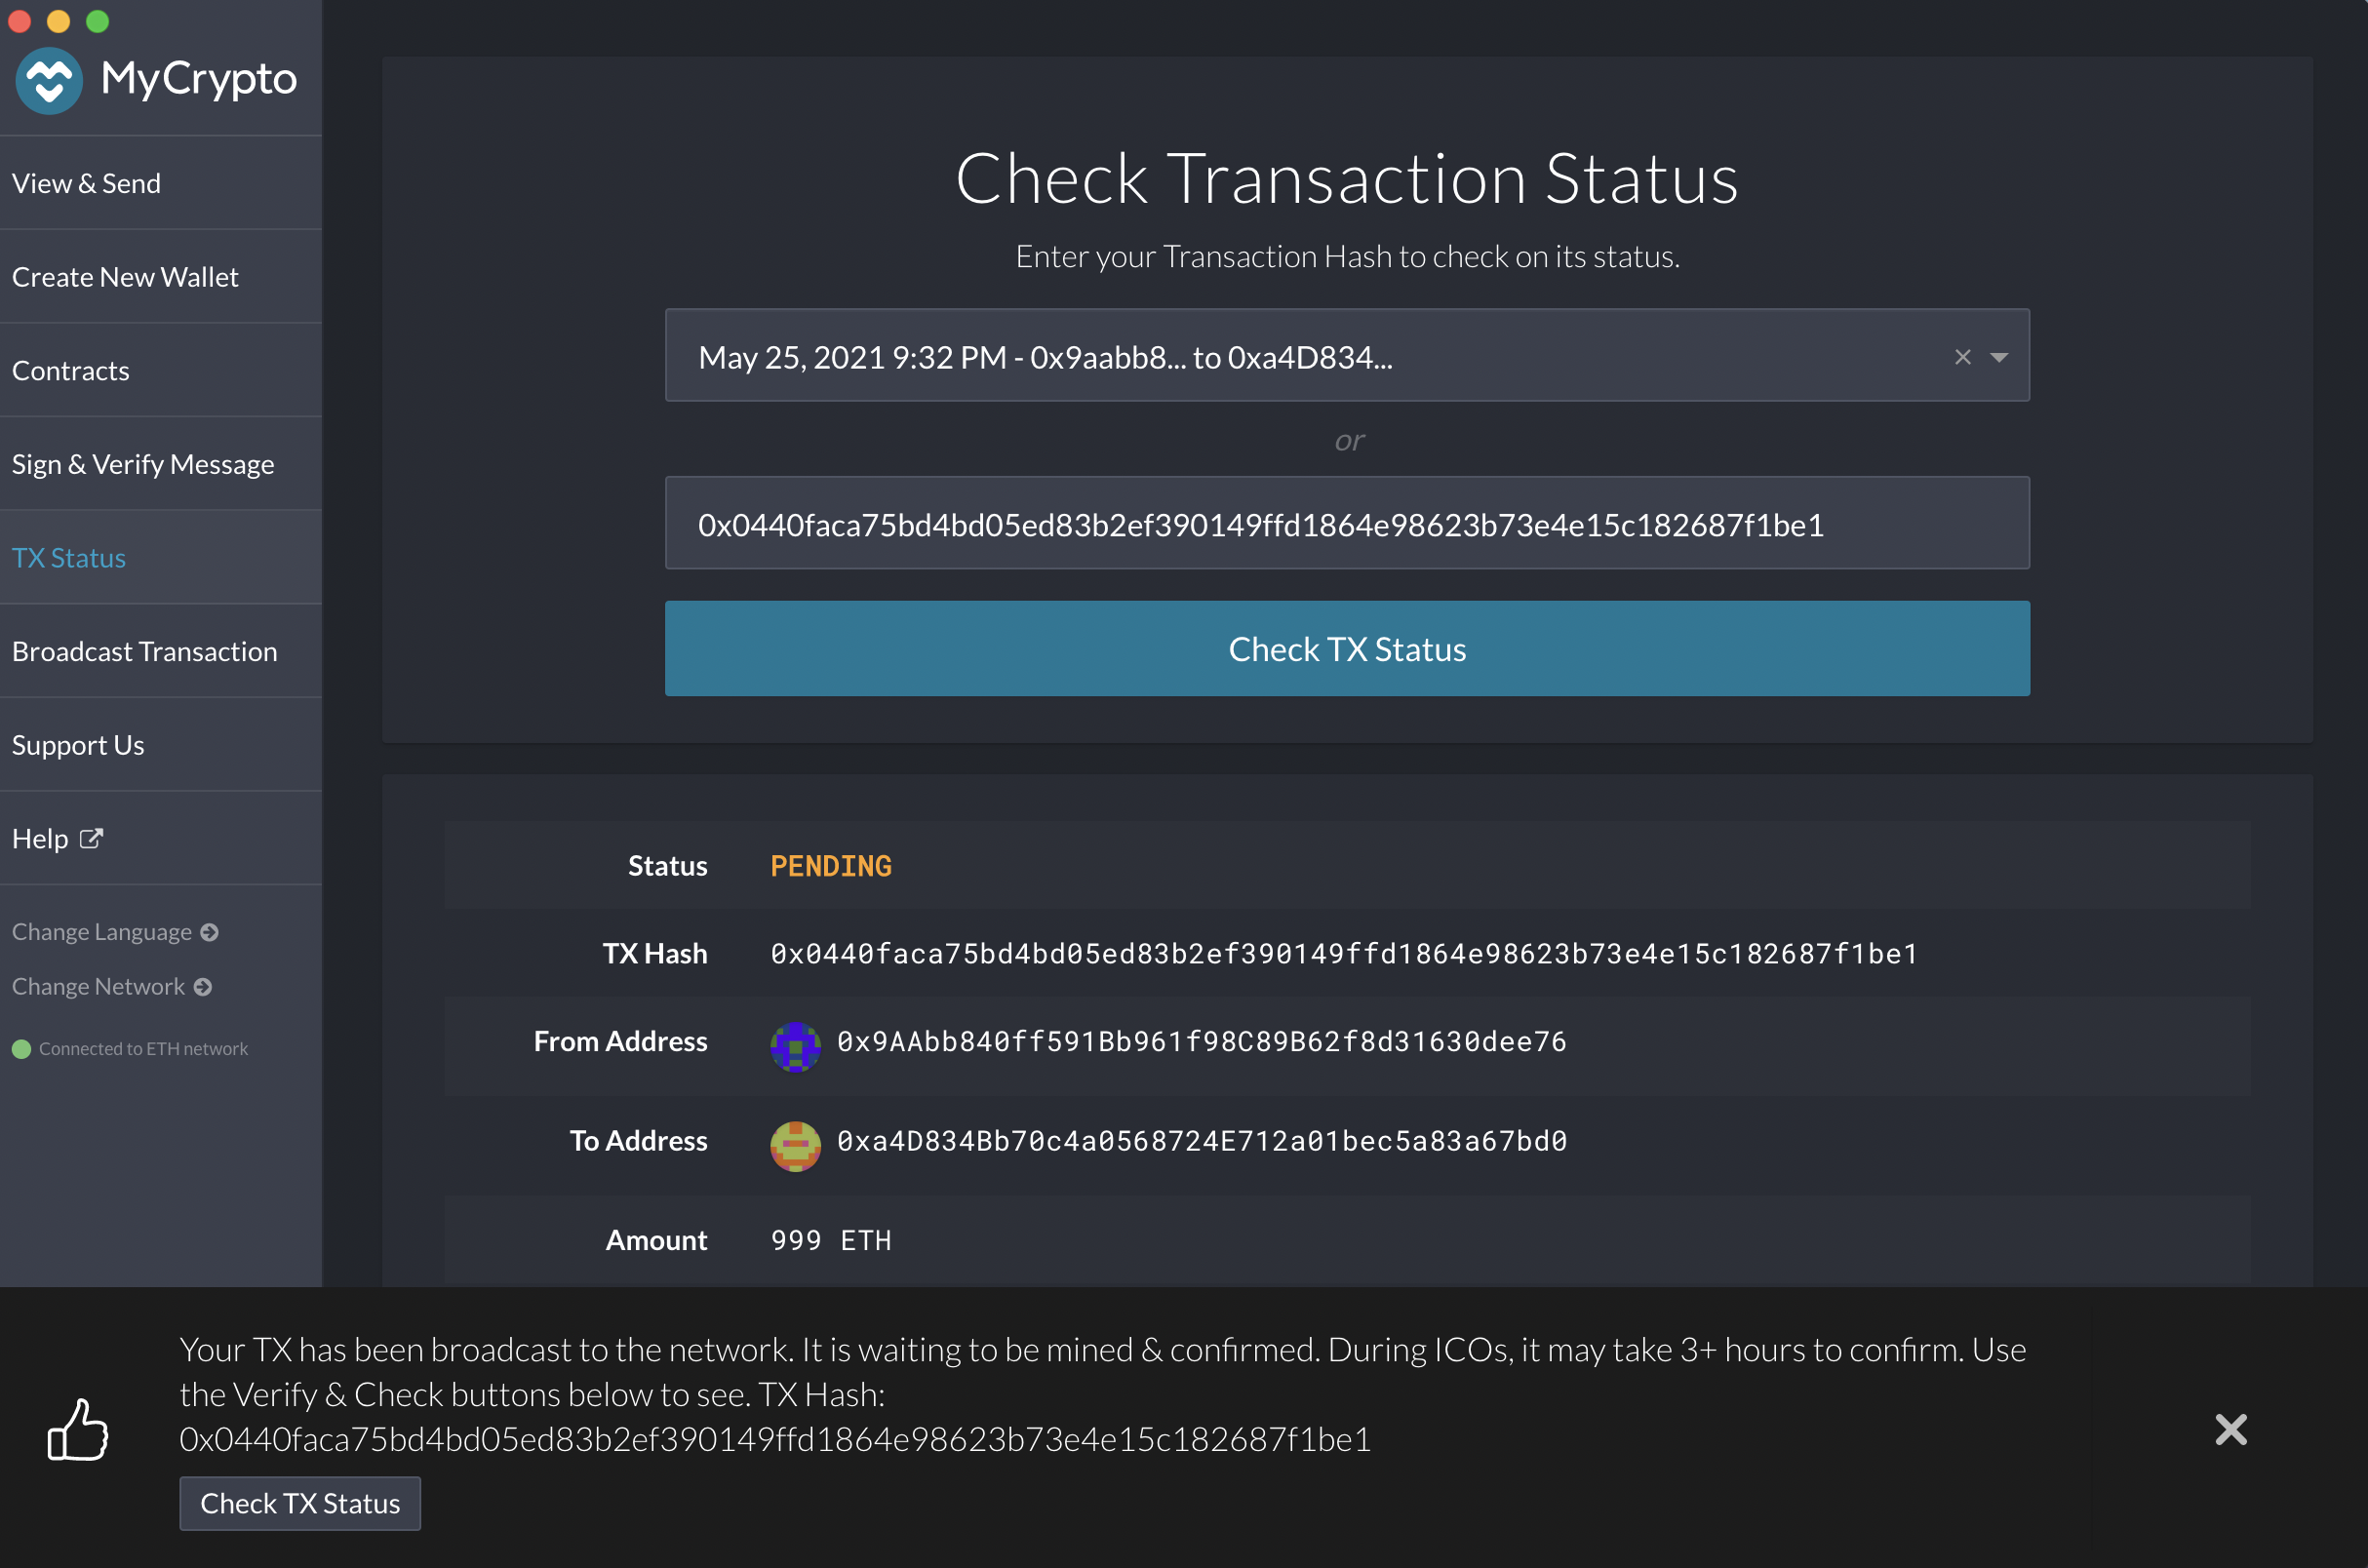 MyCrypto
View & Send
Create New Wallet
Contracts
Sign & Verify Message
TX Status
Broadcast Transaction
Support Us
Help
Change Language
Change Network
Connected to ETH network
Check Transaction Status
Enter your Transaction Hash to check on its status.
May 25, 2021 9:32 PM - 0x9aabb8... to 0xa4D834...
or
0x0440faca75bd4bd05ed83b2ef390149ffd1864e98623b73e4e15c182687f1be1
Check TX Status
Status PENDING
TX Hash 0x0440faca75bd4bd05ed83b2ef390149ffd1864e98623b73e4e15c182687f1be1
From Address 0x9AAbb840ff591Bb961f98C89B62f8d31630dee76
To Address 0xa4D834Bb70c4a0568724E712a01bec5a83a67bd0
Amount 999 ETH
Your TX has been broadcast to the network. It is waiting to be mined & confirmed. During ICOs, it may take 3+ hours to confirm. Use
the Verify & Check buttons below to see. TX Hash:
0x0440faca75bd4bd05ed83b2ef390149ffd1864e98623b73e4e15c182687f1be1
Check TX Status